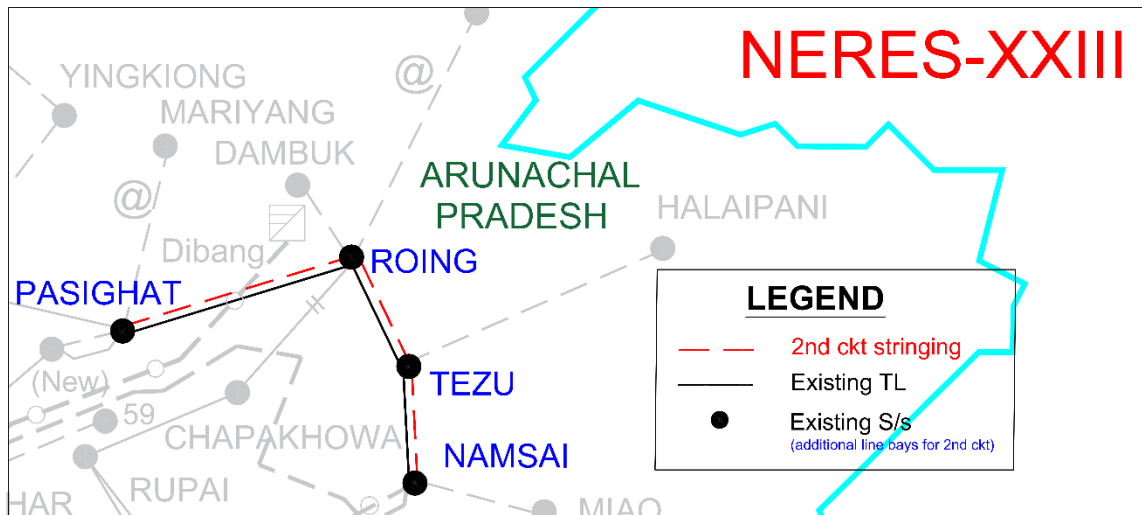 NERES-XXIII
YINGKIONG
@
MARIYANG
DAMBUK
ARUNACHAL
PRADESH
@
HALAIPANI
Dibang
ROING
PASIGHAT
LEGEND
2nd ckt stringing
Existing TL
Existing S/s
(additional line bays for 2nd ckt)
(New)
TEZU
59
CHAPAKHOWA
NAMSAI
RUPAI
HAR
MIAO